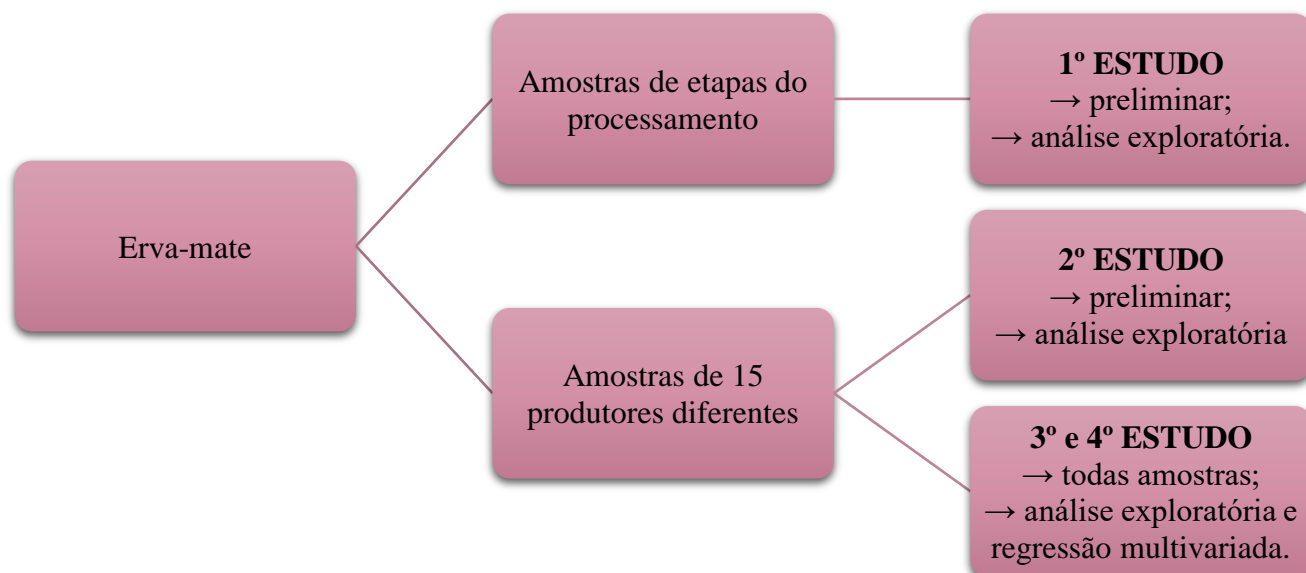 Erva-mate
Amostras de etapas do
processamento
1º ESTUDO
→ preliminar;
→ análise exploratória.
Amostras de 15
produtores diferentes
2º ESTUDO
→ preliminar;
→ análise exploratória
3º e 4º ESTUDO
→ todas amostras;
→ análise exploratória e
regressão multivariada.